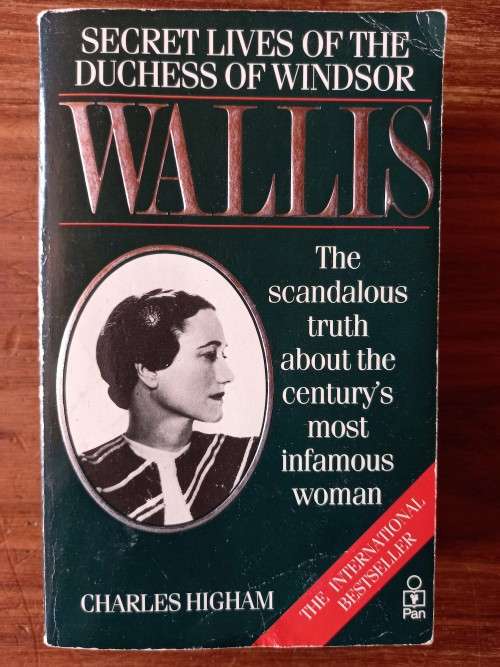 SECRET LIVES OF THE
DUCHESS OF WINDSOR
WALLIS
The
scandalous
truth
about the
century's
most
infamous
woman
CHARLES HIGHAM
THE INTERNATIONAL
BESTSELLER
Pan